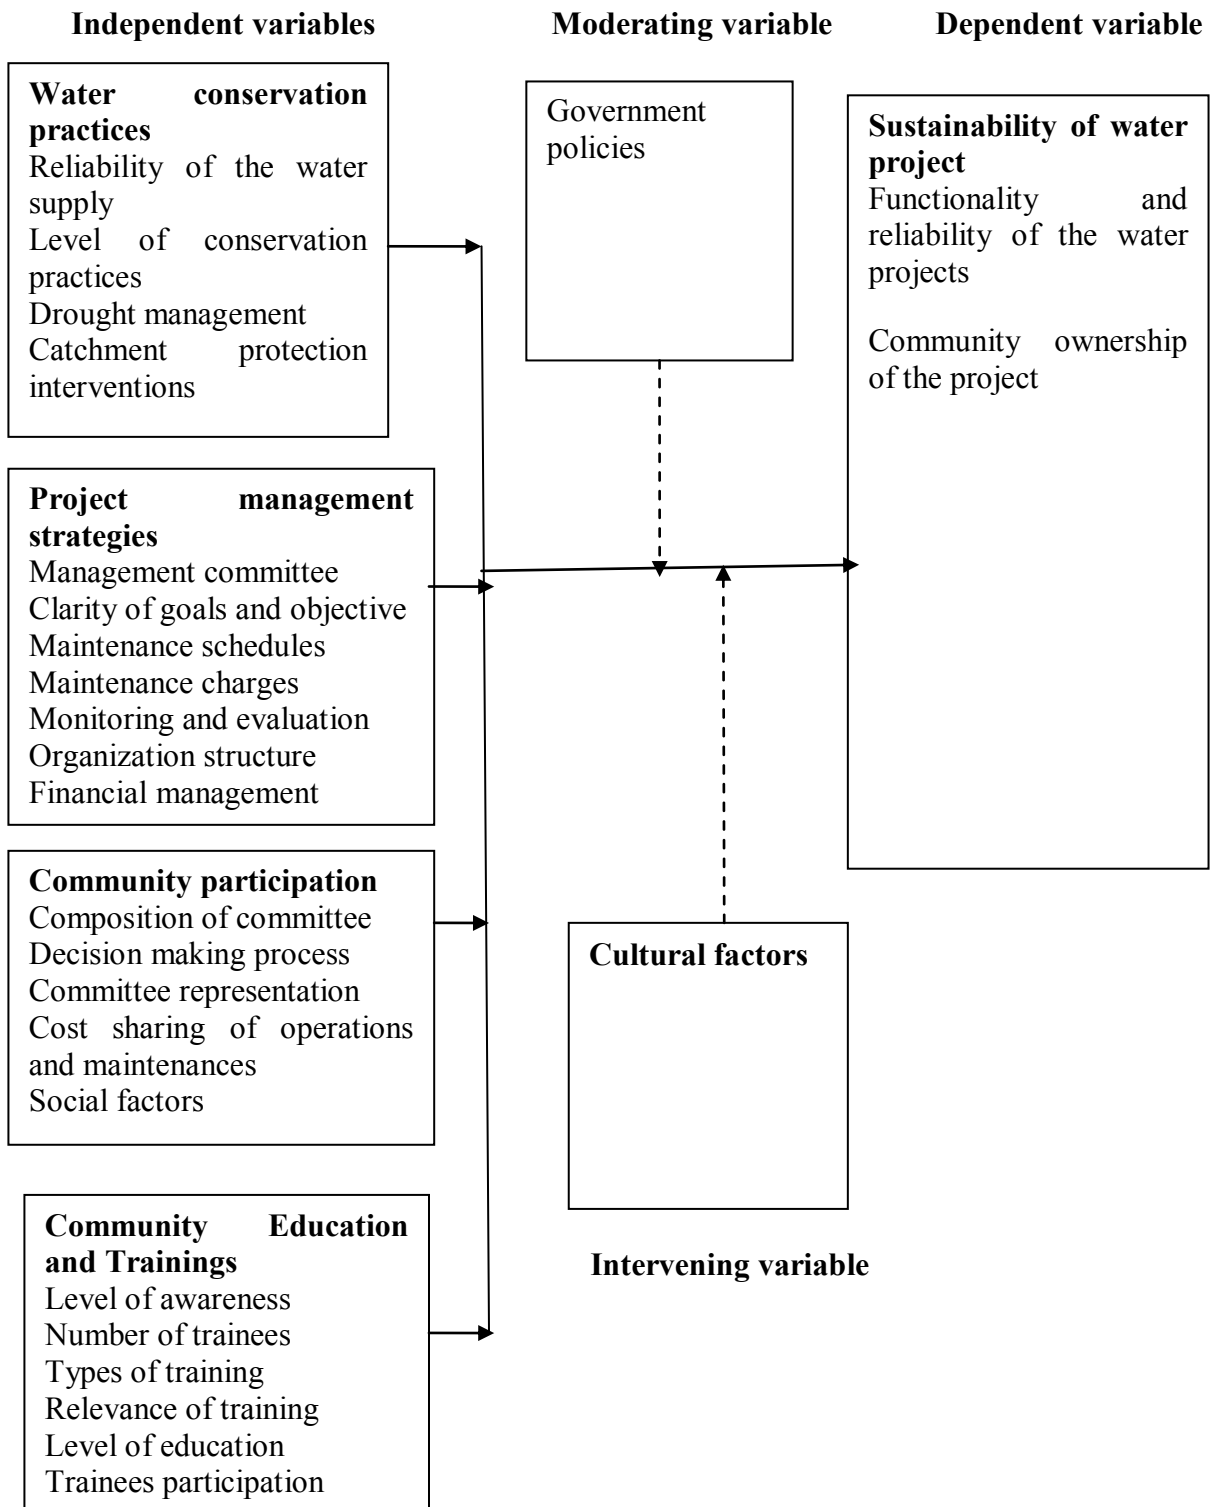 Independent variables
Moderating variable
Dependent variable
Water conservation
practices
Reliability of the water
supply
Level of conservation
practices
Drought management
Catchment protection
interventions
Government
policies
Sustainability of water
project
Functionality and
reliability of the water
projects
Community ownership
of the project
Project management
strategies
Management committee
Clarity of goals and objective
Maintenance schedules
Maintenance charges
Monitoring and evaluation
Organization structure
Financial management
Community participation
Composition of committee
Decision making process
Committee representation
Cost sharing of operations
and maintenances
Social factors
Cultural factors
Intervening variable
Community Education
and Trainings
Level of awareness
Number of trainees
Types of training
Relevance of training
Level of education
Trainees participation